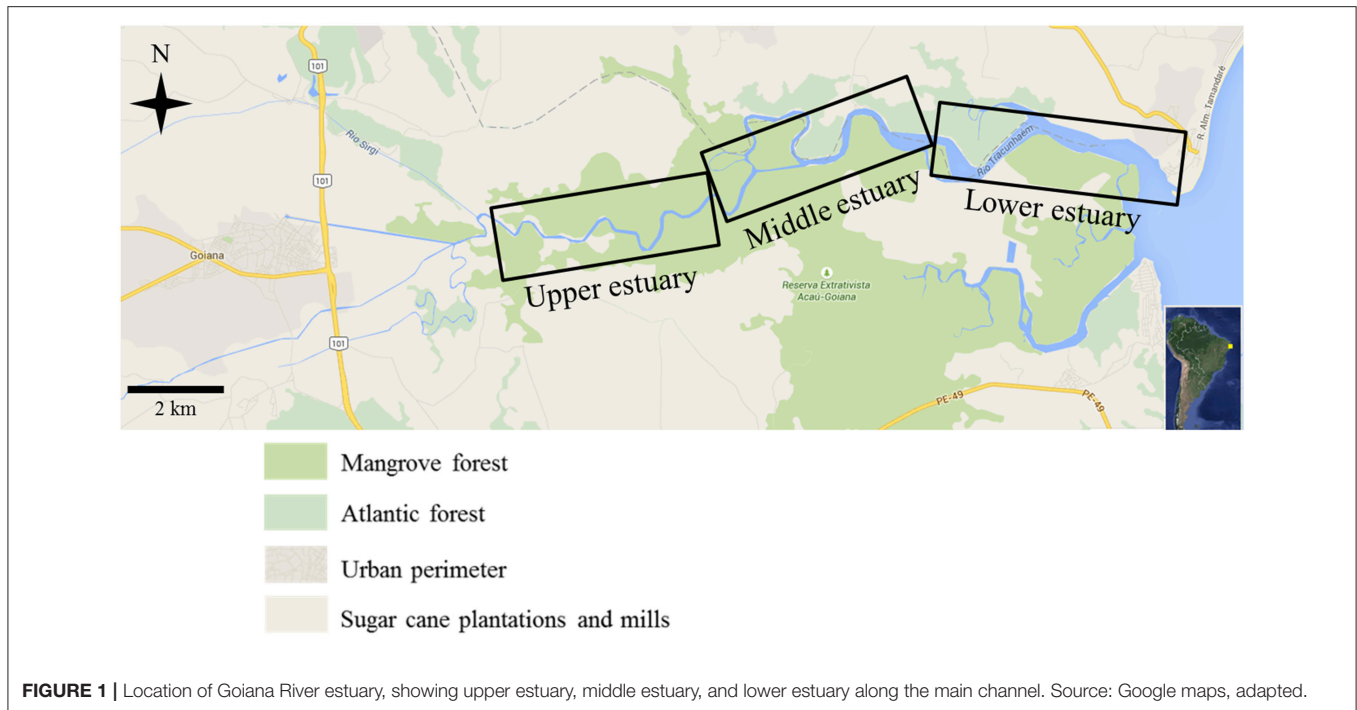 N
101
R. Alm. Tamandaré
Rio Sirgi
Rio Tracunhaém
101
Middle estuary
Lower estuary
Goiana
Upper estuary
Reserva Extrativista
Acaú-Goiana
101
2 km
PE-49
PE-49
Mangrove forest
Atlantic forest
Urban perimeter
Sugar cane plantations and mills
FIGURE 1 | Location of Goiana River estuary, showing upper estuary, middle estuary, and lower estuary along the main channel. Source: Google maps, adapted.